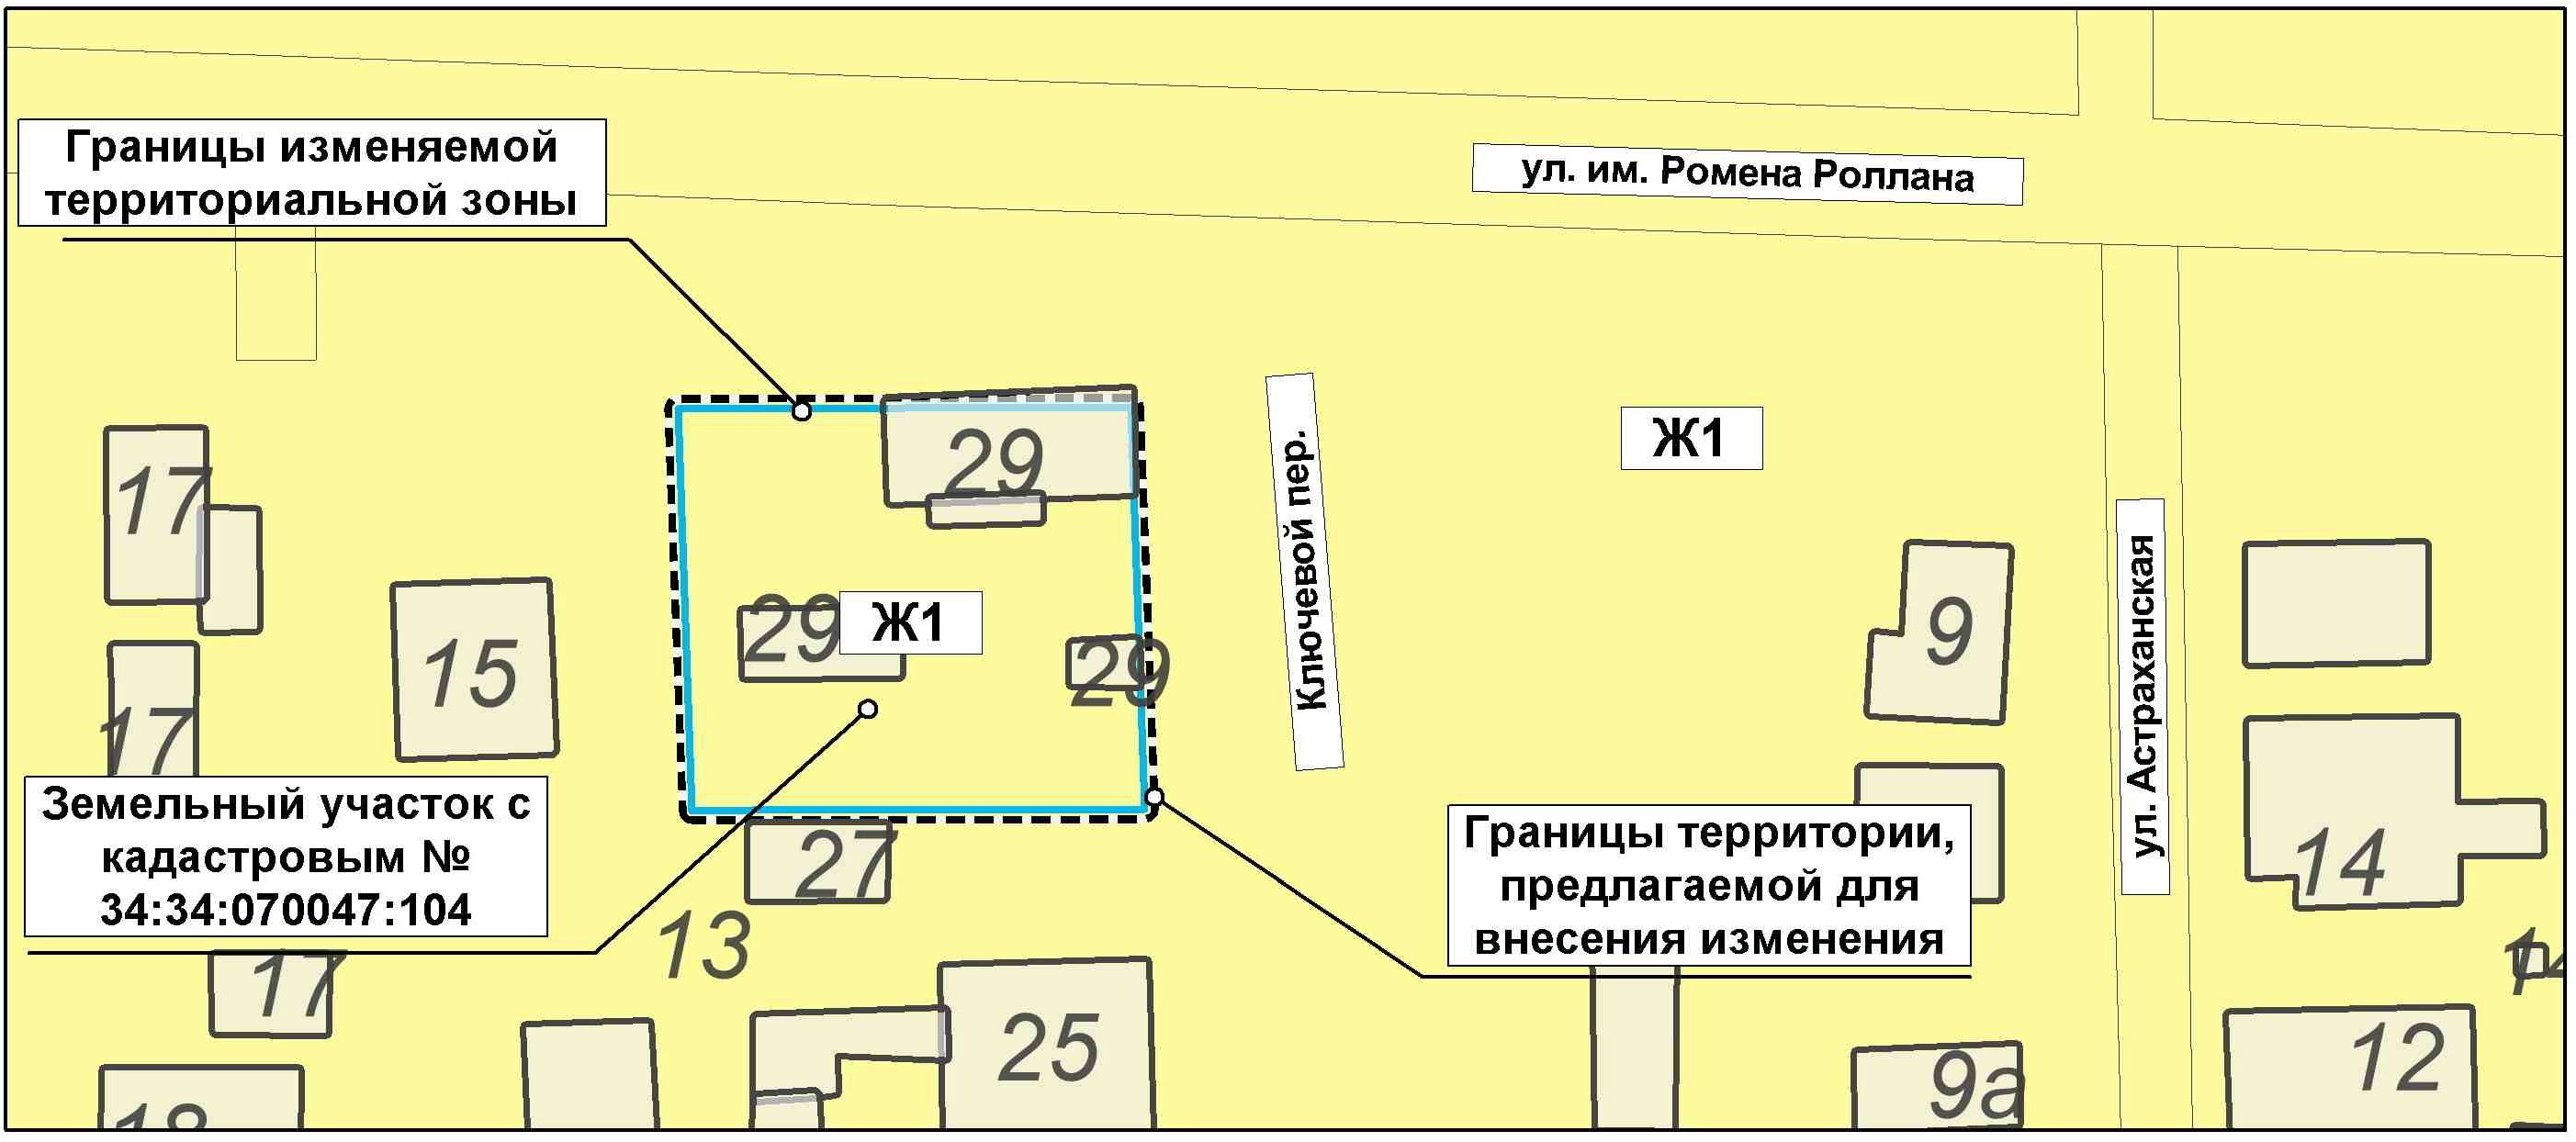 Границы изменяемой
территориальной зоны
ул. им. Ромена Роллана
Ж1
29
17
Ключевой пер.
29
Ж1
29
9
15
17
ул. Астраханская
Земельный участок с
кадастровым №
34:34:070047:104
27
Границы территории,
предлагаемой для
внесения изменения
14
13
17
25
12
9а